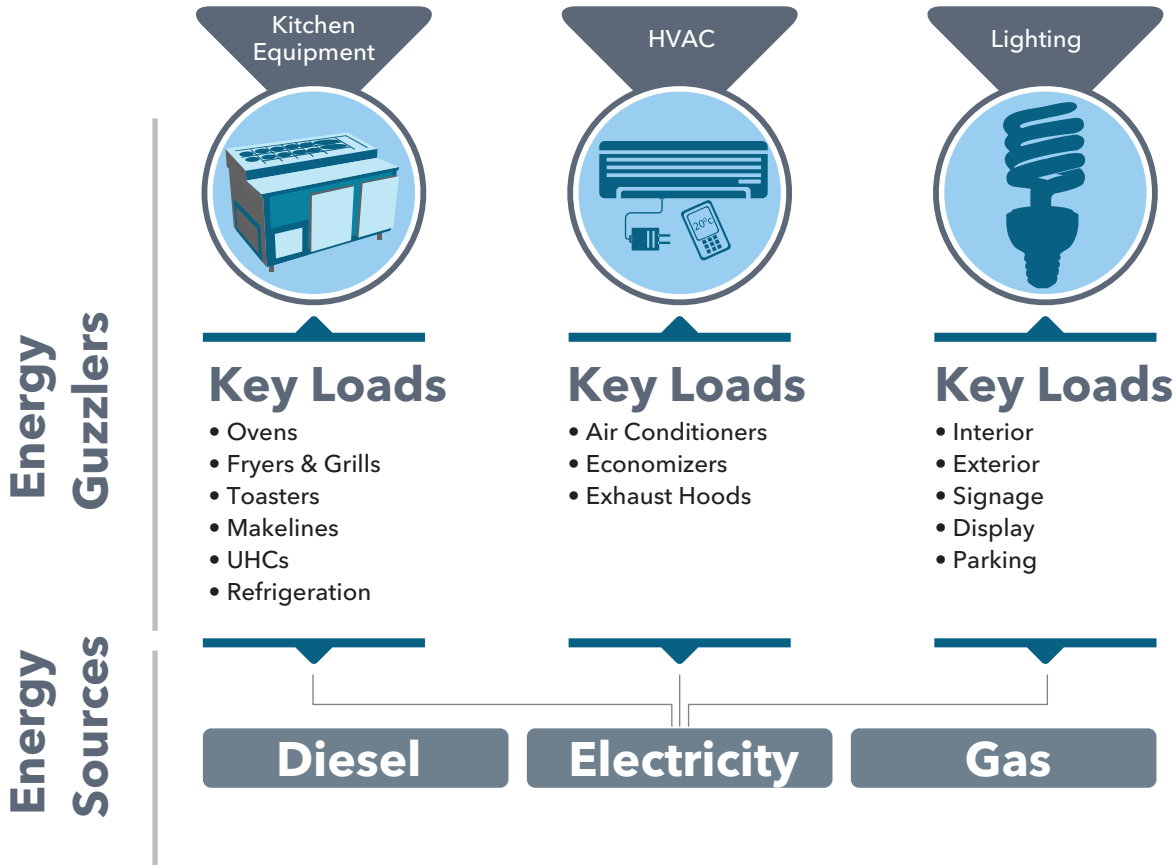 Kitchen
Equipment
HVAC
Lighting
20°c
Energy
Guzzlers
Key Loads
• Ovens
• Fryers & Grills
• Toasters
• Makelines
• UHCs
• Refrigeration
Key Loads
• Air Conditioners
• Economizers
• Exhaust Hoods
Key Loads
• Interior
• Exterior
• Signage
• Display
• Parking
Energy
Sources
Diesel
Electricity
Gas